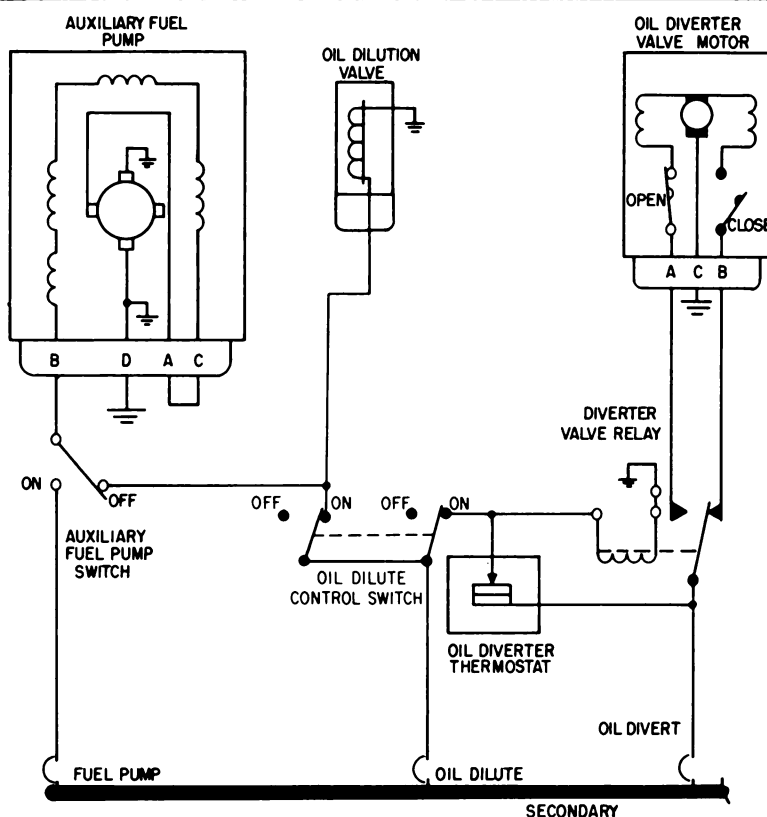 AUXILIARY FUEL
PUMP
OIL DILUTION
VALVE
OIL DIVERTER
VALVE MOTOR
OPEN
CLOSE
A C B
B D A C
DIVERTER
VALVE RELAY
ON
OFF
AUXILIARY
FUEL PUMP
SWITCH
OFF ON OFF ON
OIL DILUTE
CONTROL SWITCH
OIL DIVERTER
THERMOSTAT
OIL DIVERT
FUEL PUMP
OIL DILUTE
SECONDARY